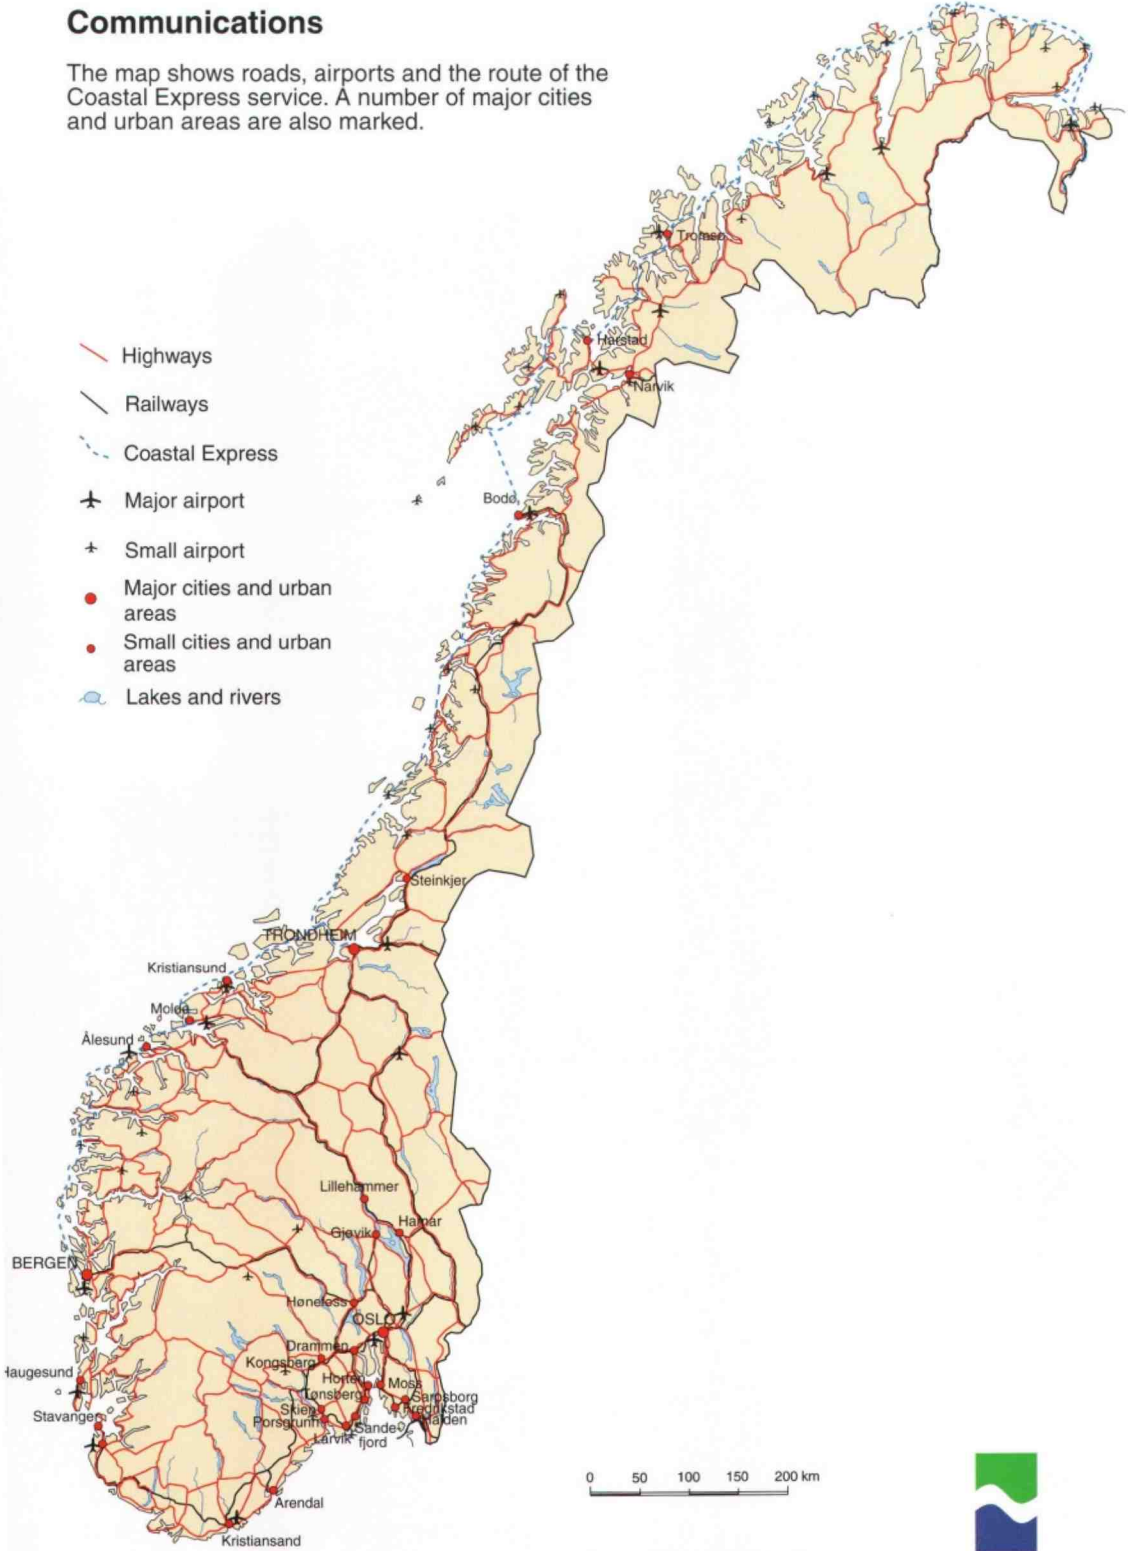 Communications
The map shows roads, airports and the route of the
Coastal Express service. A number of major cities
and urban areas are also marked.
Highways
Railways
Coastal Express
Major airport
Small airport
Major cities and urban
areas
Small cities and urban
areas
Lakes and rivers
Tromsø
Harstad
Narvik
Bodø
Steinkjer
TRONDHEIM
Kristiansund
Molde
Ålesund
Lillehammer
Hamar
Gjøvik
BERGEN
Hønefoss
OSLO
Drammen
Kongsberg
Haugesund
Horten
Moss
Tønsberg
Sarpsborg
Fredrikstad
Skien
Halden
Stavanger
Porsgrunn
Sande-
fjord
Larvik
Arendal
Kristiansand
0 50 100 150 200 km